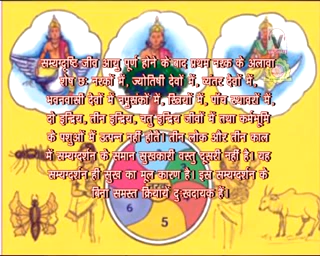 सम्यग्दृष्टि जीव आयु पूर्ण होने के बाद प्रथम नरक के अलावा
शेष छः नरकों में, ज्योतिषी देवों में, व्यंतर देवों में,
भवनवासी देवों में नपुसंकों में, स्त्रियों में, पाँच स्थावरों में,
दो इन्द्रिय, तीन इन्द्रिय, चतु इन्द्रीय जीवों में तथा कर्मभूमि
के पशुओं में उत्पन्न नहीं होते। तीन लोक और तीन काल
में सम्यग्दर्शन के समान सुखकारी वस्तु दूसरी नहीं है। यह
सम्यग्दर्शन ही सुख का मूल कारण है। इस सम्यग्दर्शन के
बिना समस्त क्रियायें दुःखदायक हैं।
6
5